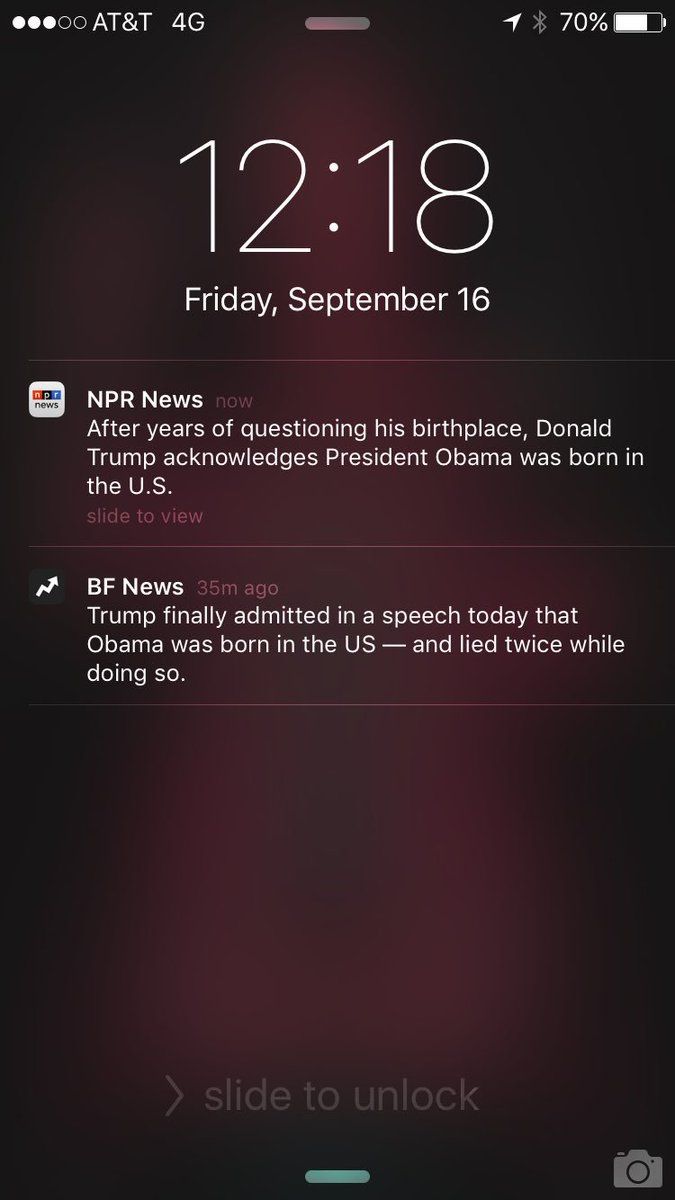 AT&T 4G 70%
12:18
Friday, September 16
npr
news
NPR News now
After years of questioning his birthplace, Donald
Trump acknowledges President Obama was born in
the U.S.
slide to view
BF News 35m ago
Trump finally admitted in a speech today that
Obama was born in the US — and lied twice while
doing so.
slide to unlock